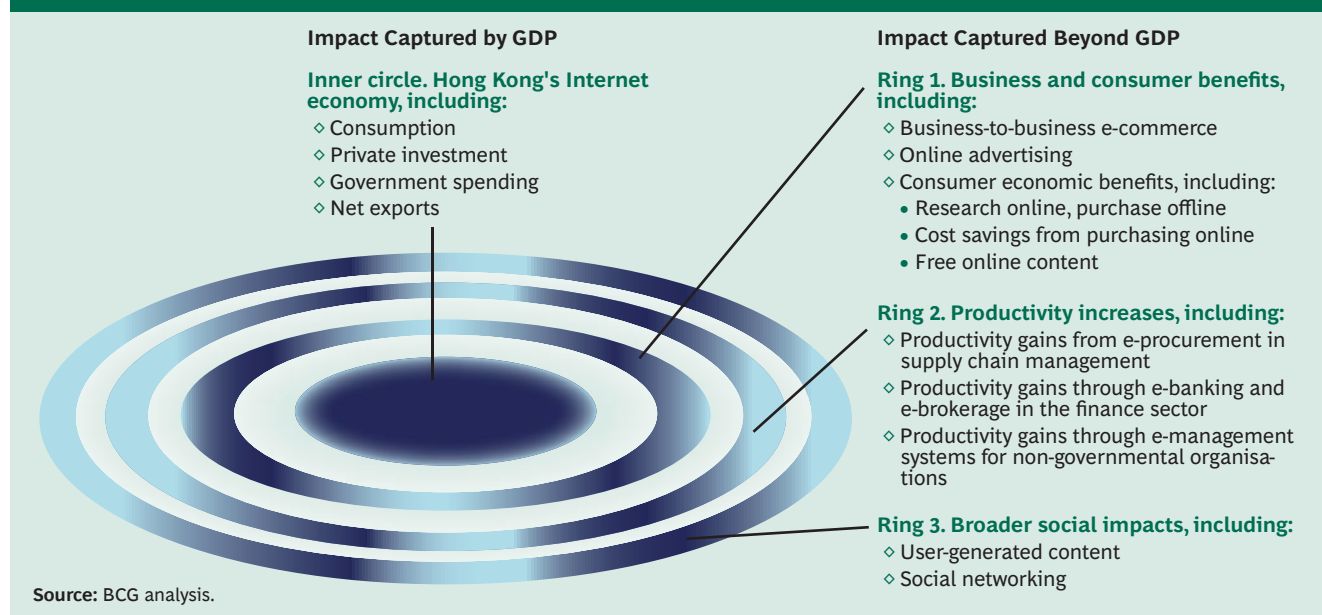 Impact Captured by GDP
Inner circle. Hong Kong's Internet
economy, including:
◇ Consumption
◇ Private investment
◇ Government spending
◇ Net exports
Impact Captured Beyond GDP
Ring 1. Business and consumer benefits,
including:
◇ Business-to-business e-commerce
◇ Online advertising
◇ Consumer economic benefits, including:
• Research online, purchase offline
• Cost savings from purchasing online
• Free online content
Ring 2. Productivity increases, including:
◇ Productivity gains from e-procurement in
supply chain management
◇ Productivity gains through e-banking and
e-brokerage in the finance sector
◇ Productivity gains through e-management
systems for non-governmental organisa-
tions
Ring 3. Broader social impacts, including:
◇ User-generated content
◇ Social networking
Source: BCG analysis.